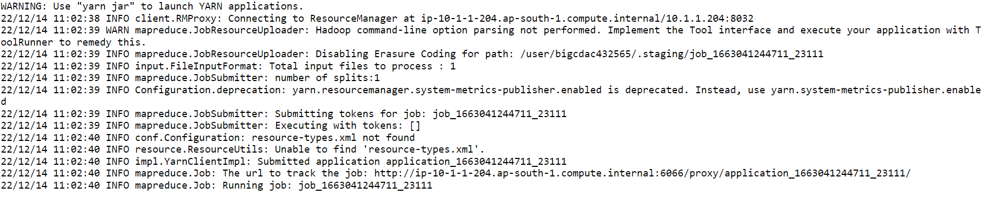 WARNING: Use "yarn jar" to launch YARN applications.
22/12/14 11:02:38 INFO client.RMProxy: Connecting to ResourceManager at ip-10-1-1-204.ap-south-1.compute.internal/10.1.1.204:8032
22/12/14 11:02:39 WARN mapreduce.JobResourceUploader: Hadoop command-line option parsing not performed. Implement the Tool interface and execute your application with T
oolRunner to remedy this.
22/12/14 11:02:39 INFO mapreduce.JobResourceUploader: Disabling Erasure Coding for path: /user/bigcdac432565/.staging/job_1663041244711_23111
22/12/14 11:02:39 INFO input.FileInputFormat: Total input files to process : 1
22/12/14 11:02:39 INFO mapreduce.JobSubmitter: number of splits:1
22/12/14 11:02:39 INFO Configuration.deprecation: yarn.resourcemanager.system-metrics-publisher.enabled is deprecated. Instead, use yarn.system-metrics-publisher.enable
d
22/12/14 11:02:39 INFO mapreduce.JobSubmitter: Submitting tokens for job: job_1663041244711_23111
22/12/14 11:02:39 INFO mapreduce.JobSubmitter: Executing with tokens: []
22/12/14 11:02:40 INFO conf.Configuration: resource-types.xml not found
22/12/14 11:02:40 INFO resource.ResourceUtils: Unable to find 'resource-types.xml'.
22/12/14 11:02:40 INFO impl.YarnClientImpl: Submitted application application_1663041244711_23111
22/12/14 11:02:40 INFO mapreduce.Job: The url to track the job: http://ip-10-1-1-204.ap-south-1.compute.internal:6066/proxy/application_1663041244711_23111/
22/12/14 11:02:40 INFO mapreduce.Job: Running job: job_1663041244711_23111